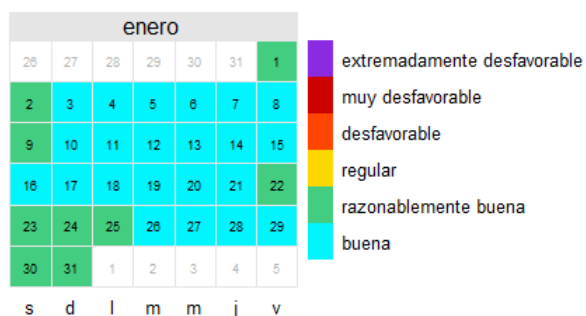 enero
26 27 28 29 30 31 1
2 3 4 5 6 7 8
9 10 11 12 13 14 15
16 17 18 19 20 21 22
23 24 25 26 27 28 29
30 31 1 2 3 4 5
s d l m m j v
extremadamente desfavorable
muy desfavorable
desfavorable
regular
razonablemente buena
buena